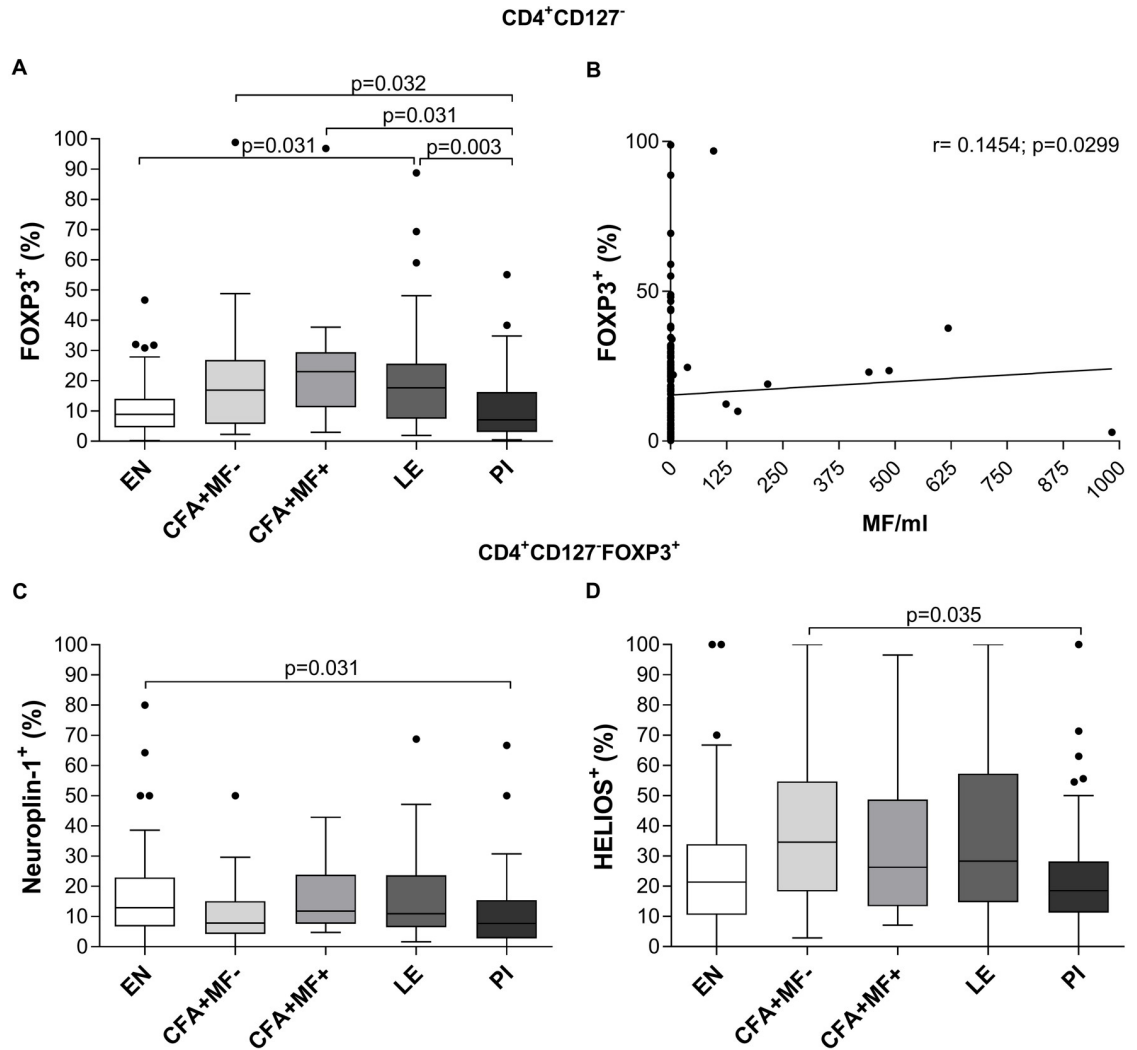 CD4⁺CD127⁻
A
p=0.032
p=0.031
p=0.031
p=0.003
100
90
80
70
60
50
40
30
20
10
0
FOXP3⁺ (%)
EN
CFA+MF-
CFA+MF+
LE
PI
B
r= 0.1454; p=0.0299
100
50
0
FOXP3⁺ (%)
0
125
250
375
500
625
750
875
1000
MF/ml
CD4⁺CD127⁻FOXP3⁺
C
p=0.031
100
90
80
70
60
50
40
30
20
10
0
Neuroplin-1⁺ (%)
EN
CFA+MF-
CFA+MF+
LE
PI
D
p=0.035
100
90
80
70
60
50
40
30
20
10
0
HELIOS⁺ (%)
EN
CFA+MF-
CFA+MF+
LE
PI